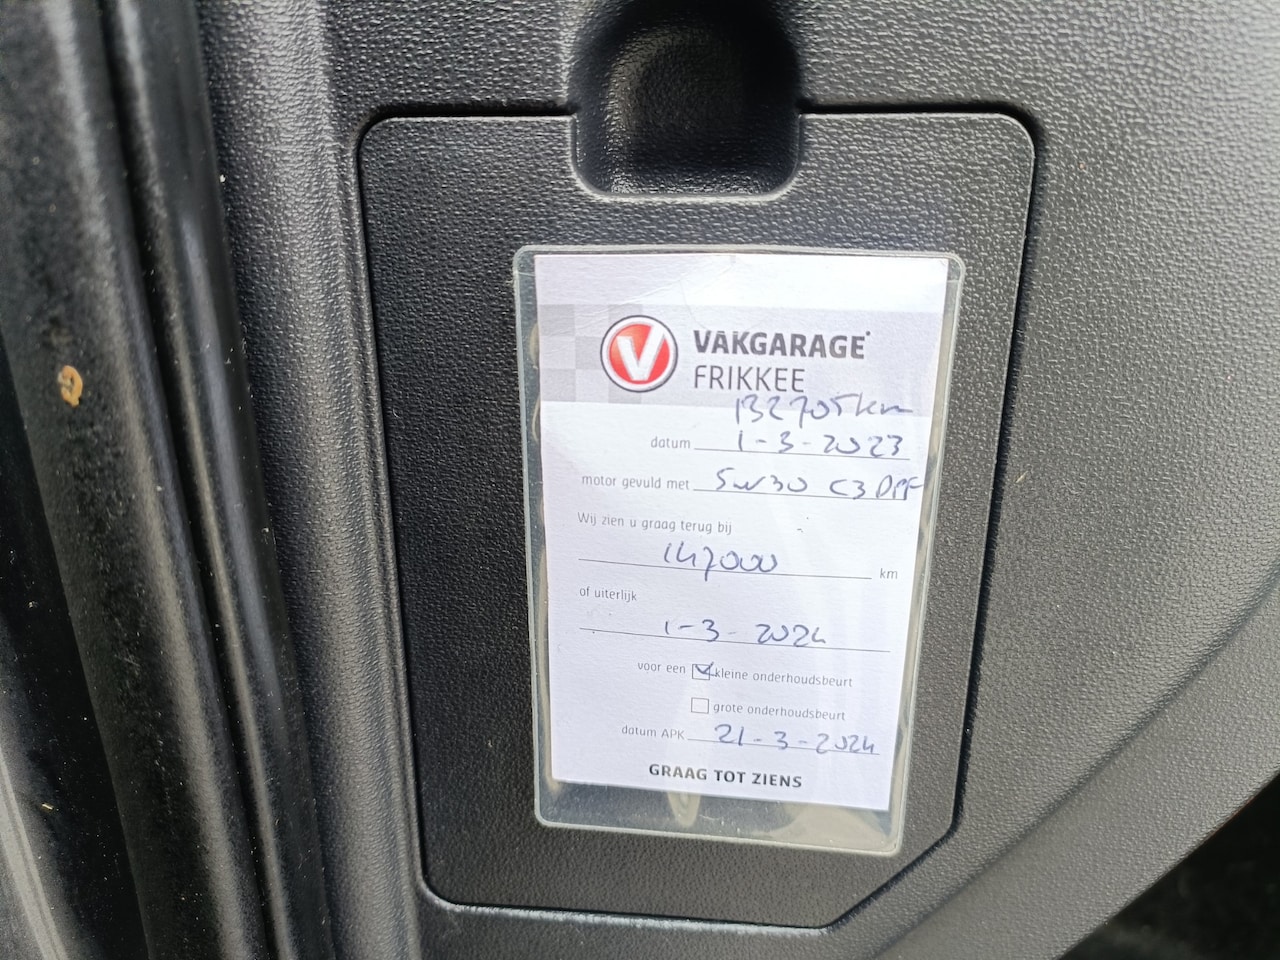 V VAKGARAGE
FRIKKEE
132705 km
datum 1-3-2023
motor gevuld met 5w30 C3 DPF
Wij zien u graag terug bij
147000 km
of uiterlijk
1-3-2024
voor een kleine onderhoudsbeurt
grote onderhoudsbeurt
datum APK 21-3-2024
GRAAG TOT ZIENS